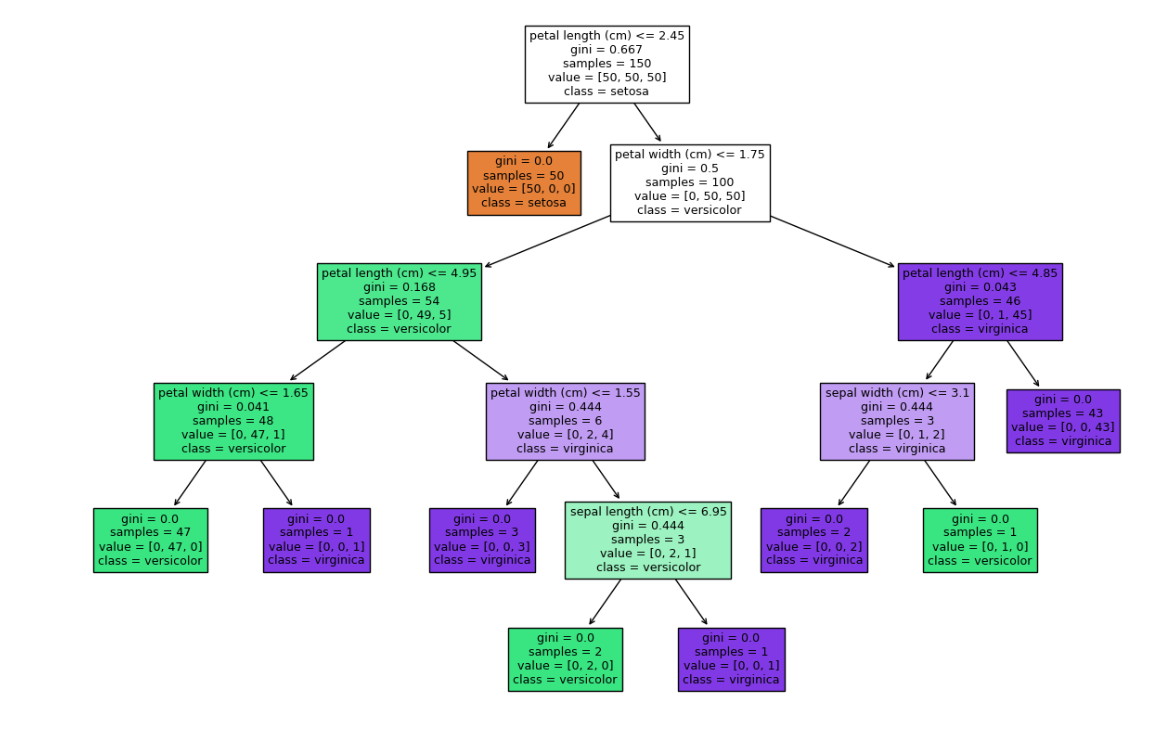 petal length (cm) <= 2.45
gini = 0.667
samples = 150
value = [50, 50, 50]
class = setosa
gini = 0.0
samples = 50
value = [50, 0, 0]
class = setosa
petal width (cm) <= 1.75
gini = 0.5
samples = 100
value = [0, 50, 50]
class = versicolor
petal length (cm) <= 4.95
gini = 0.168
samples = 54
value = [0, 49, 5]
class = versicolor
petal length (cm) <= 4.85
gini = 0.043
samples = 46
value = [0, 1, 45]
class = virginica
petal width (cm) <= 1.65
gini = 0.041
samples = 48
value = [0, 47, 1]
class = versicolor
petal width (cm) <= 1.55
gini = 0.444
samples = 6
value = [0, 2, 4]
class = virginica
sepal width (cm) <= 3.1
gini = 0.444
samples = 3
value = [0, 1, 2]
class = virginica
gini = 0.0
samples = 43
value = [0, 0, 43]
class = virginica
gini = 0.0
samples = 47
value = [0, 47, 0]
class = versicolor
gini = 0.0
samples = 1
value = [0, 0, 1]
class = virginica
gini = 0.0
samples = 3
value = [0, 0, 3]
class = virginica
sepal length (cm) <= 6.95
gini = 0.444
samples = 3
value = [0, 2, 1]
class = versicolor
gini = 0.0
samples = 2
value = [0, 0, 2]
class = virginica
gini = 0.0
samples = 1
value = [0, 1, 0]
class = versicolor
gini = 0.0
samples = 2
value = [0, 2, 0]
class = versicolor
gini = 0.0
samples = 1
value = [0, 0, 1]
class = virginica